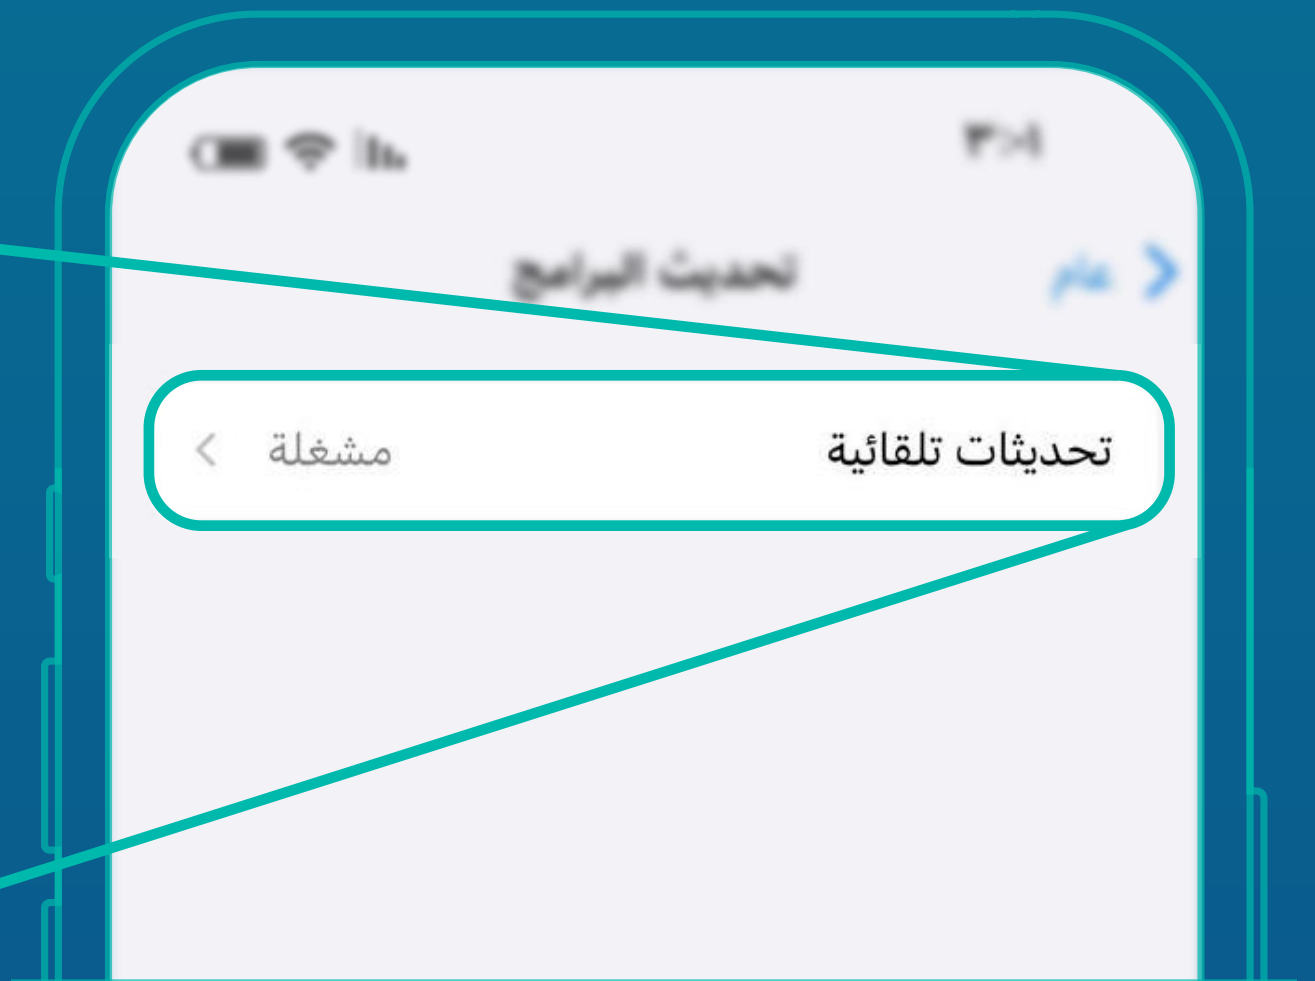 عام
تحديث البرامج
تحديثات تلقائية
مشغلة